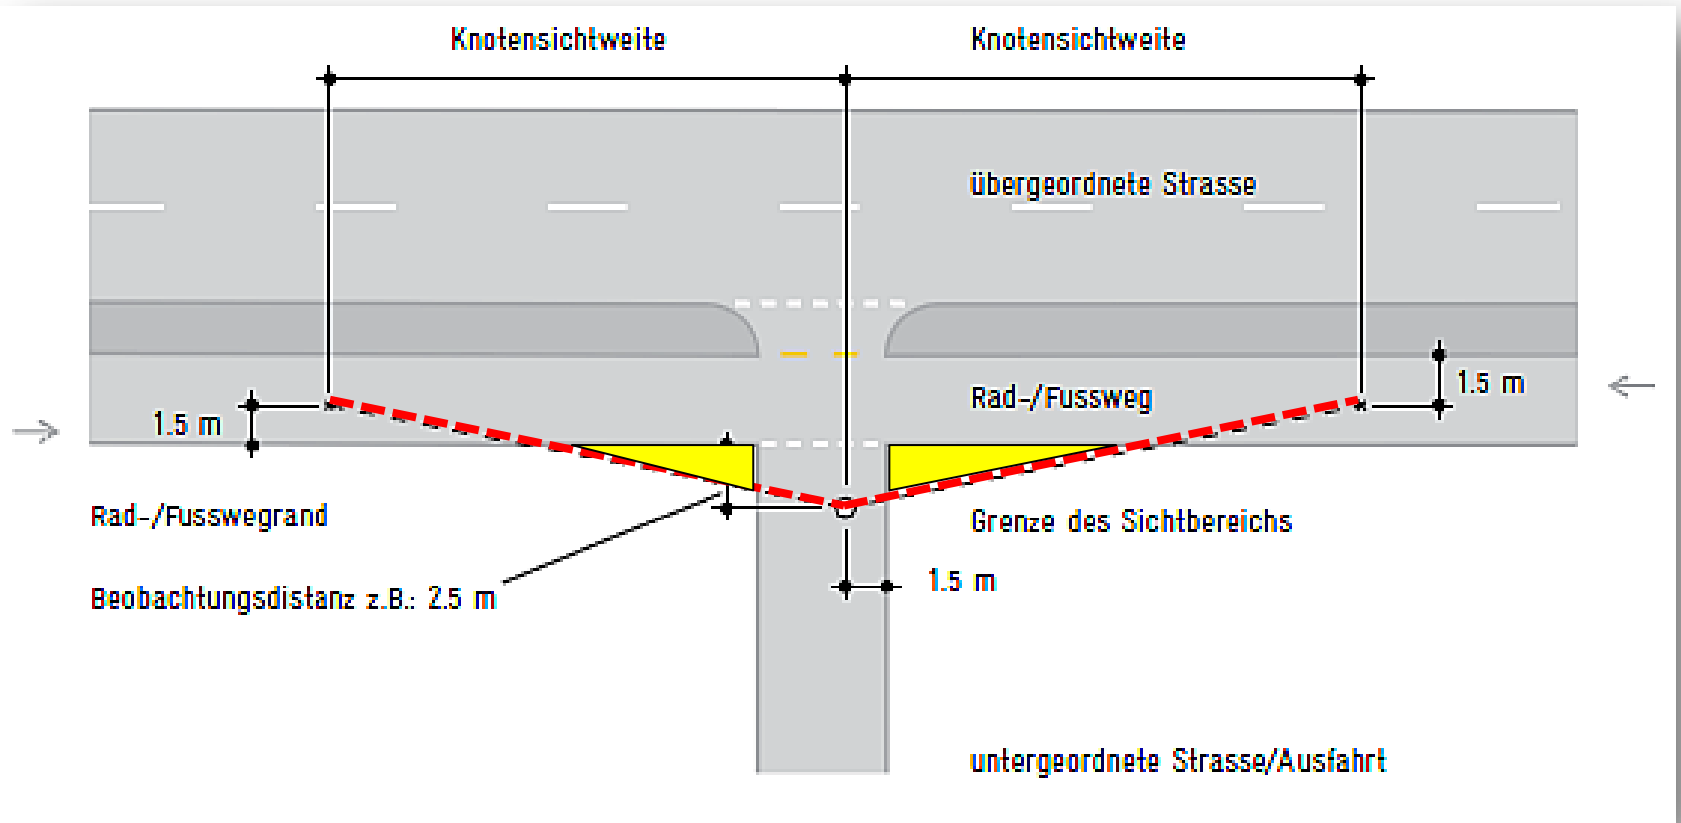 Knotensichtweite
Knotensichtweite
übergeordnete Strasse
1.5 m
Rad-/Fussweg
1.5 m
Rad-/Fusswegrand
Grenze des Sichtbereichs
1.5 m
Beobachtungsdistanz z.B.: 2.5 m
untergeordnete Strasse/Ausfahrt